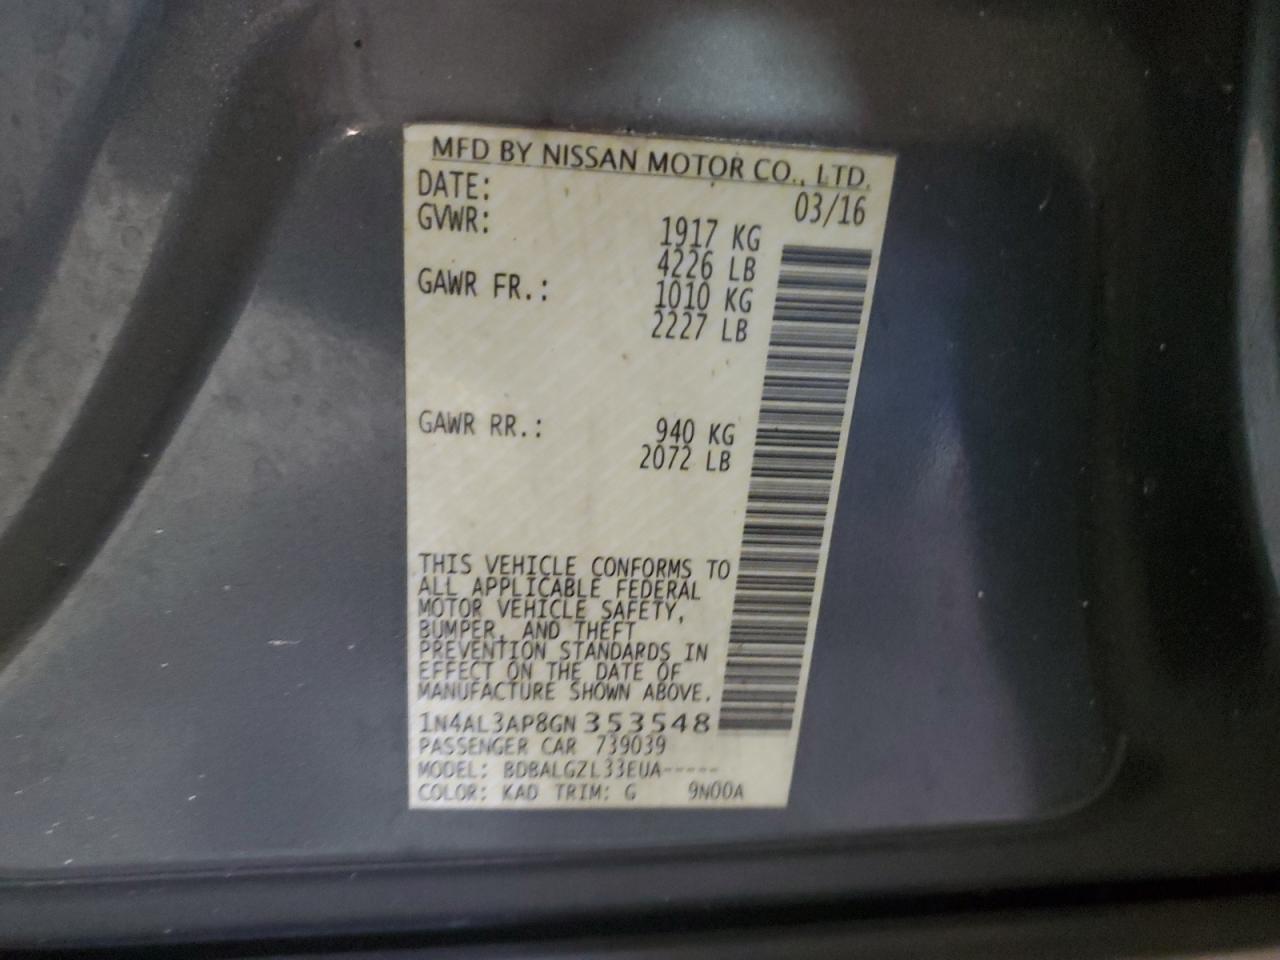 MFD BY NISSAN MOTOR CO., LTD.
DATE: 03/16
GVWR: 1917 KG
4226 LB
GAWR FR.: 1010 KG
2227 LB
GAWR RR.: 940 KG
2072 LB
THIS VEHICLE CONFORMS TO
ALL APPLICABLE FEDERAL
MOTOR VEHICLE SAFETY,
BUMPER, AND THEFT
PREVENTION STANDARDS IN
EFFECT ON THE DATE OF
MANUFACTURE SHOWN ABOVE.
1N4AL3AP8GN353548
PASSENGER CAR 739039
MODEL: BDBALGZL33EUA-----
COLOR: KAD TRIM: G 9N00A